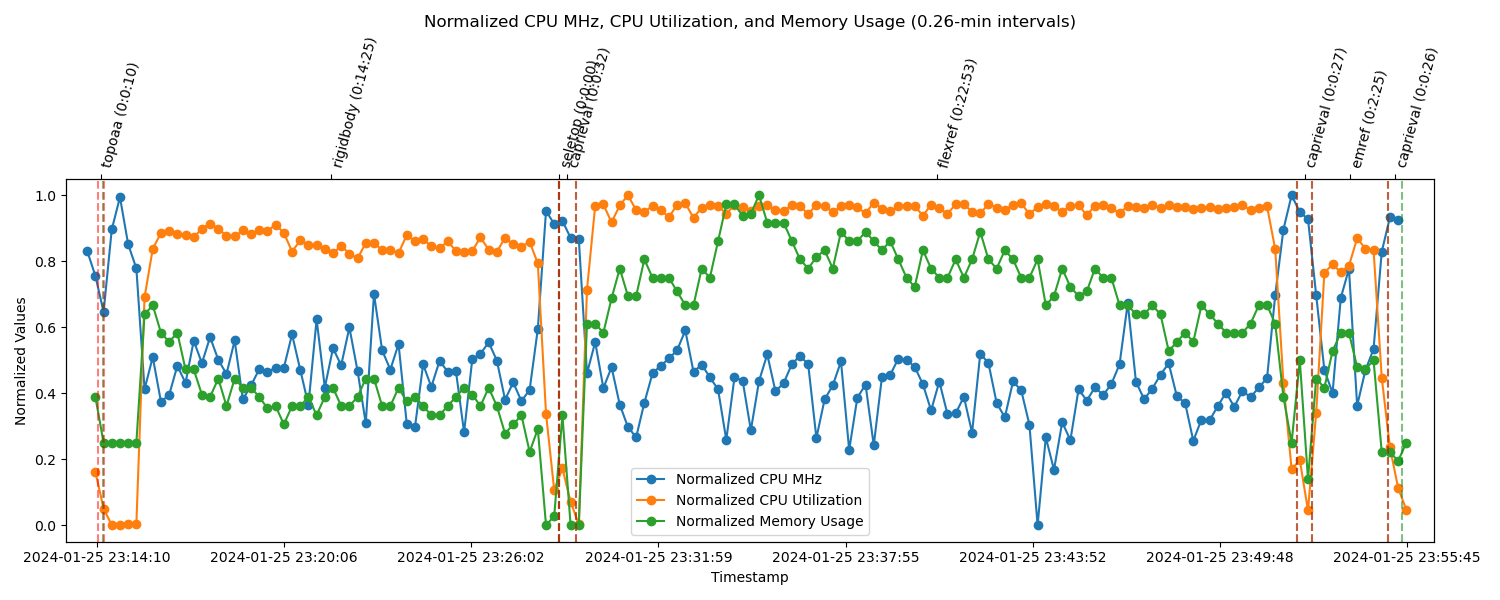 Normalized CPU MHz, CPU Utilization, and Memory Usage (0.26-min intervals)
topoaa (0:0:10)
rigidbody (0:14:25)
seletop (0:0:00)
caprieval (0:0:32)
flexref (0:22:53)
caprieval (0:0:27)
emref (0:2:25)
caprieval (0:0:26)
Normalized Values
1.0
0.8
0.6
0.4
0.2
0.0
Normalized CPU MHz
Normalized CPU Utilization
Normalized Memory Usage
2024-01-25 23:14:10
2024-01-25 23:20:06
2024-01-25 23:26:02
2024-01-25 23:31:59
2024-01-25 23:37:55
2024-01-25 23:43:52
2024-01-25 23:49:48
2024-01-25 23:55:45
Timestamp